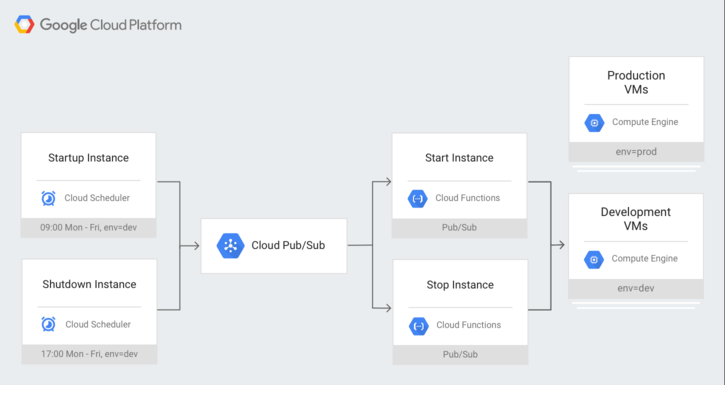 Google Cloud Platform
Startup Instance
Cloud Scheduler
09:00 Mon - Fri, env=dev
Shutdown Instance
Cloud Scheduler
17:00 Mon - Fri, env=dev
Cloud Pub/Sub
Start Instance
Cloud Functions
Pub/Sub
Stop Instance
Cloud Functions
Pub/Sub
Production
VMs
Compute Engine
env=prod
Development
VMs
Compute Engine
env=dev